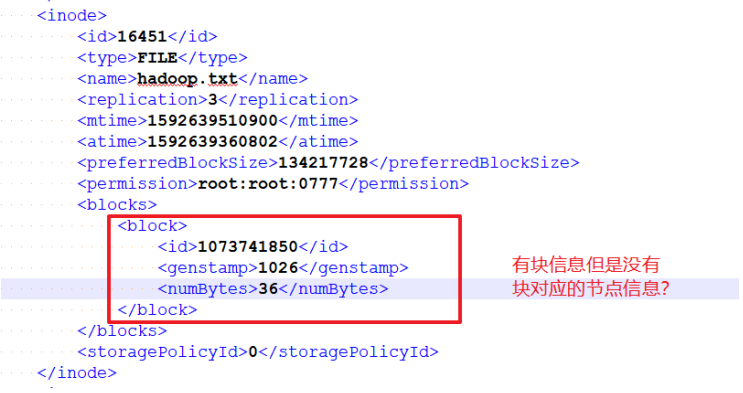 <inode>
<id>16451</id>
<type>FILE</type>
<name>hadoop.txt</name>
<replication>3</replication>
<mtime>1592639510900</mtime>
<atime>1592639360802</atime>
<preferredBlockSize>134217728</preferredBlockSize>
<permission>root:root:0777</permission>
<blocks>
<block>
<id>1073741850</id>
<genstamp>1026</genstamp>
<numBytes>36</numBytes>
</block>
</blocks>
<storagePolicyId>0</storagePolicyId>
</inode>
有块信息但是没有
块对应的节点信息?